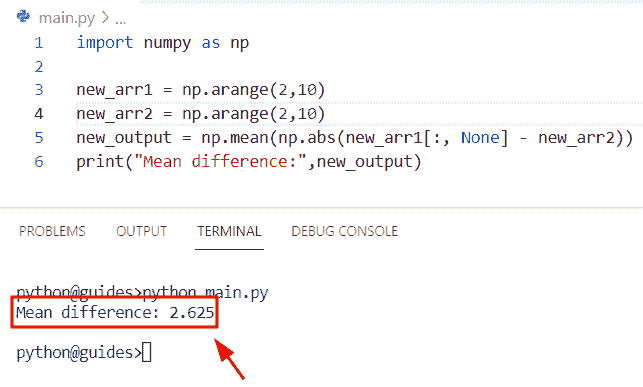 main.py > ...
1 import numpy as np
2
3 new_arr1 = np.arange(2,10)
4 new_arr2 = np.arange(2,10)
5 new_output = np.mean(np.abs(new_arr1[:, None] - new_arr2))
6 print("Mean difference:",new_output)
PROBLEMS OUTPUT TERMINAL DEBUG CONSOLE
python@guides>python main.py
Mean difference: 2.625
python@guides>